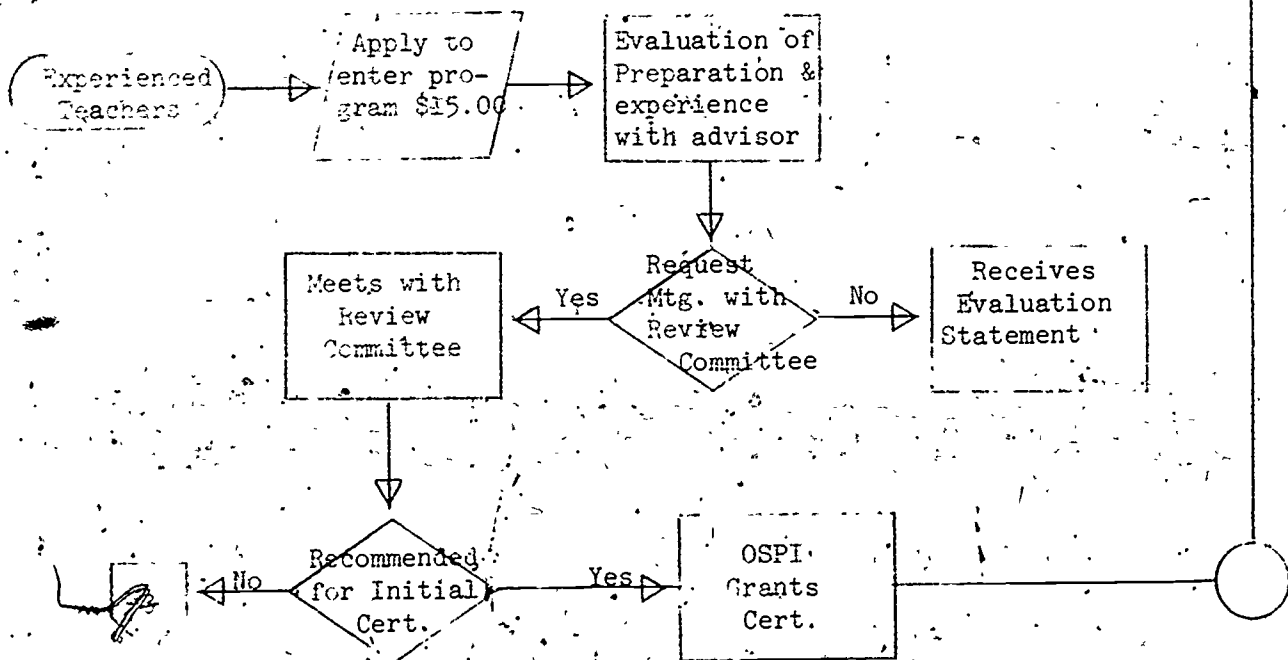 Experienced
Teachers
Apply to
enter pro-
gram $15.00
Evaluation of
Preparation &
experience
with advisor
Request
Mtg. with
Review
Committee
Yes
No
Meets with
Review
Committee
Receives
Evaluation
Statement
Recommended
for Initial
Cert.
No
Yes
OSPI
Grants
Cert.